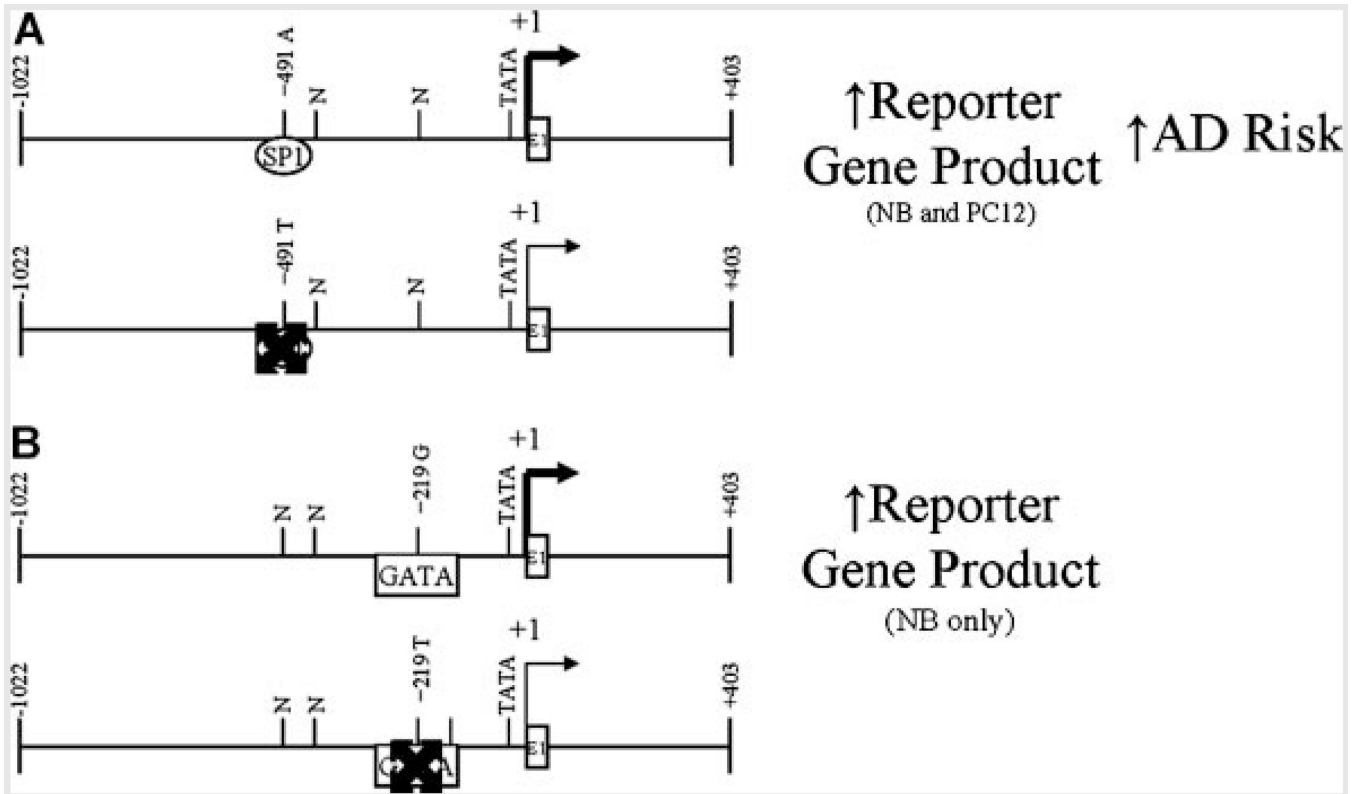 A
+1
-1022
−491 A
N
N
TATA
+403
E1
SP1
↑Reporter
Gene Product
(NB and PC12)
↑AD Risk
+1
-1022
−491 T
N
N
TATA
+403
E1
B
+1
-1022
N
N
−219 G
TATA
+403
E1
GATA
↑Reporter
Gene Product
(NB only)
+1
-1022
N
N
−219 T
TATA
+403
E1
G A